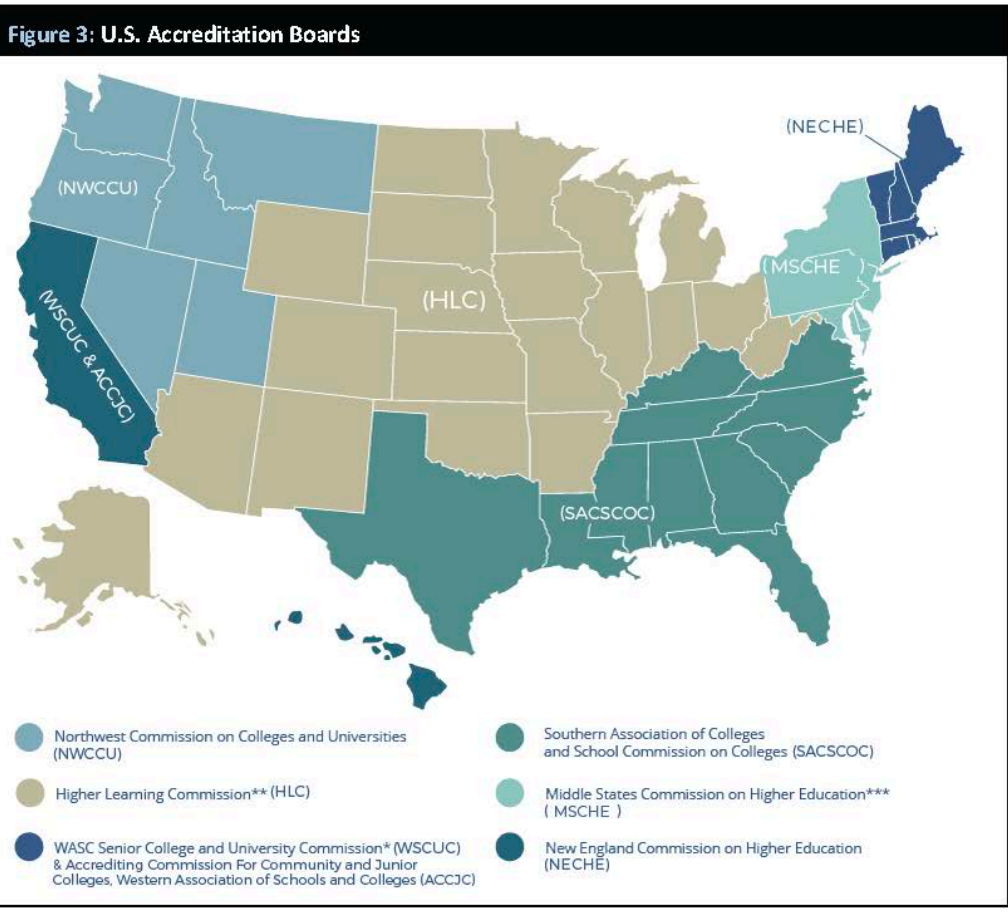 Figure 3: U.S. Accreditation Boards
(NECHE)
(NWCCU)
(MSCHE )
(HLC)
(WSCUC & ACCJC)
(SACSCOC)
Northwest Commission on Colleges and Universities
(NWCCU)
Higher Learning Commission** (HLC)
WASC Senior College and University Commission* (WSCUC)
& Accrediting Commission For Community and Junior
Colleges, Western Association of Schools and Colleges (ACCJC)
Southern Association of Colleges
and School Commission on Colleges (SACSCOC)
Middle States Commission on Higher Education***
( MSCHE )
New England Commission on Higher Education
(NECHE)